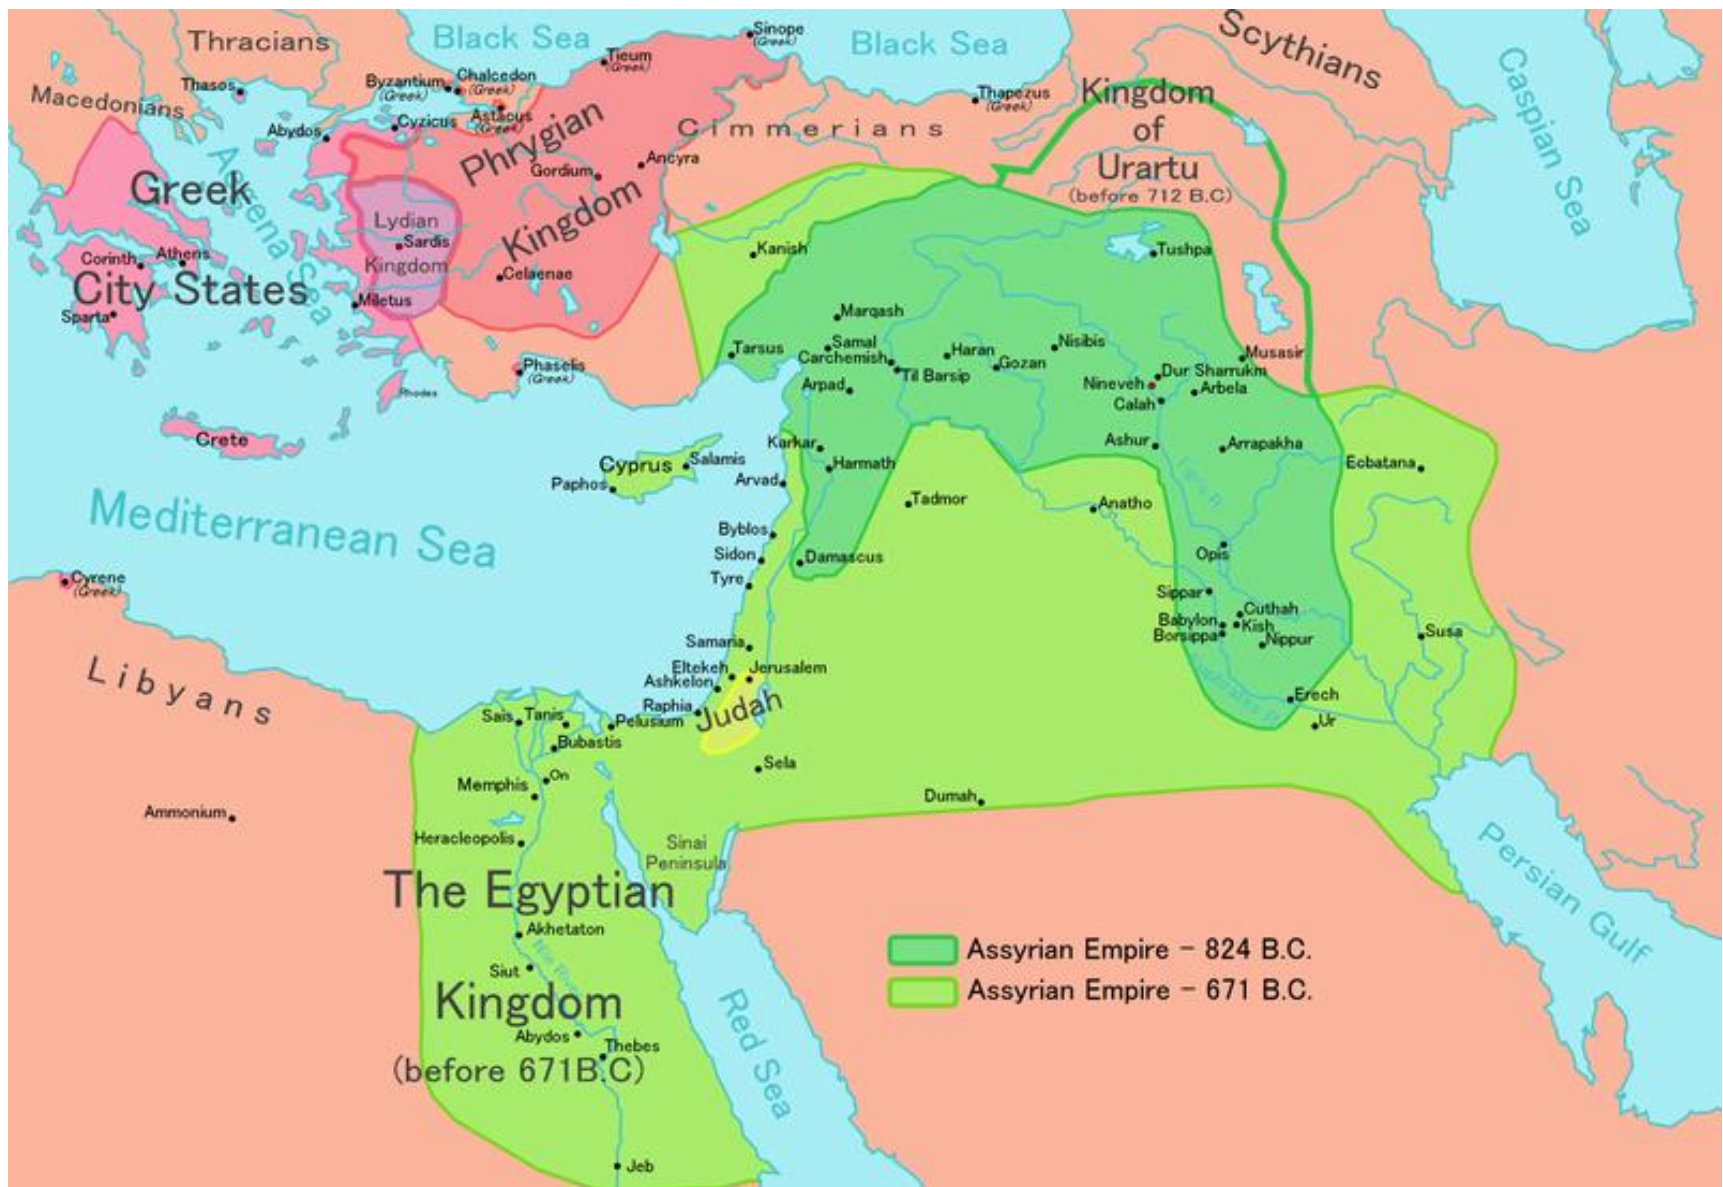 Thracians
Black Sea
Sinope
(Greek)
Black Sea
Scythians
Caspian Sea
Macedonians
Thasos
Byzantium
(Greek)
Chalcedon
(Greek)
Tieum
(Greek)
Astacus
(Greek)
Thapezus
(Greek)
Kingdom
of
Urartu
(before 712 B.C)
Abydos
Cyzicus
Cimmerians
Phrygian
Kingdom
Gordium
Ancyra
Greek
City States
Lydian
Kingdom
Sardis
Celaenae
Miletus
Corinth
Athens
Sparta
Kanish
Tushpa
Marqash
Tarsus
Samal
Carchemish
Til Barsip
Haran
Gozan
Nisibis
Musasir
Dur Sharrukm
Nineveh
Arbela
Calah
Arpad
Phaselis
(Greek)
Rhodes
Crete
Karkar
Harmath
Ashur
Arrapakha
Ecbatana
Cyprus
Salamis
Paphos
Arvad
Tadmor
Anatho
Mediterranean Sea
Byblos
Sidon
Tyre
Damascus
Opis
Cyrene
(Greek)
Sippar
Cuthah
Babylon
Kish
Borsippa
Nippur
Susa
Samaria
Eltekeh
Jerusalem
Ashkelon
Raphia
Judah
Erech
Ur
Libyans
Sais
Tanis
Pelusium
Bubastis
On
Memphis
Sela
Dumah
Ammonium
Heracleopolis
Sinai
Peninsula
The Egyptian
Kingdom
(before 671B.C)
Akhetaton
Nile River
Siut
Abydos
Thebes
Jeb
Red Sea
Persian Gulf
Assyrian Empire – 824 B.C.
Assyrian Empire – 671 B.C.